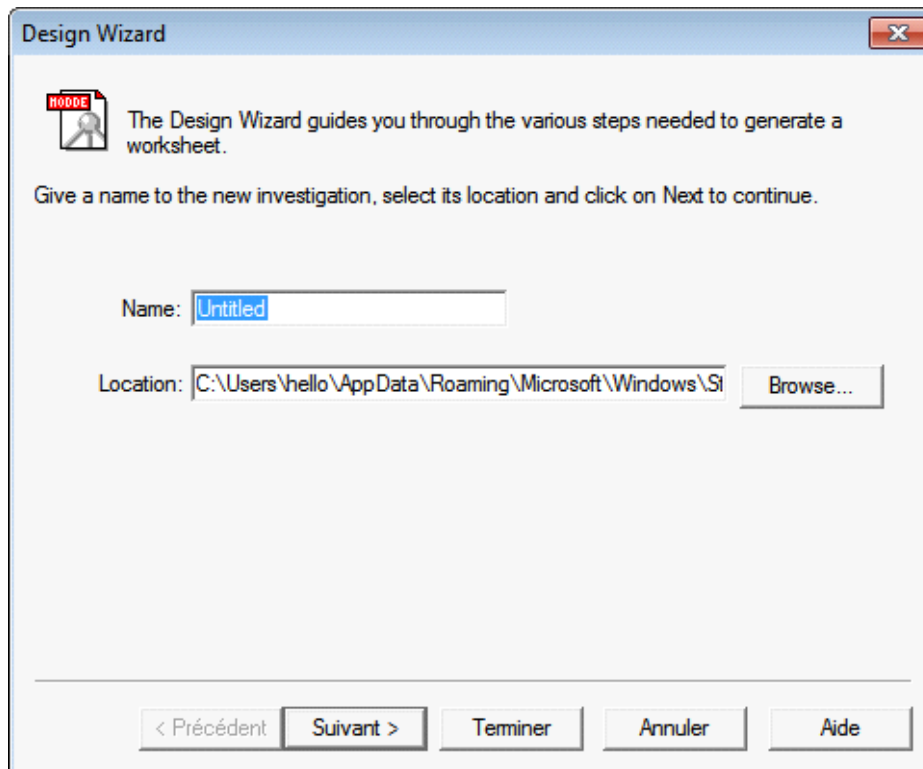 Design Wizard
MODDE
The Design Wizard guides you through the various steps needed to generate a
worksheet.
Give a name to the new investigation, select its location and click on Next to continue.
Name: Untitled
Location: C:\Users\hello\AppData\Roaming\Microsoft\Windows\St Browse...
< Précédent Suivant > Terminer Annuler Aide